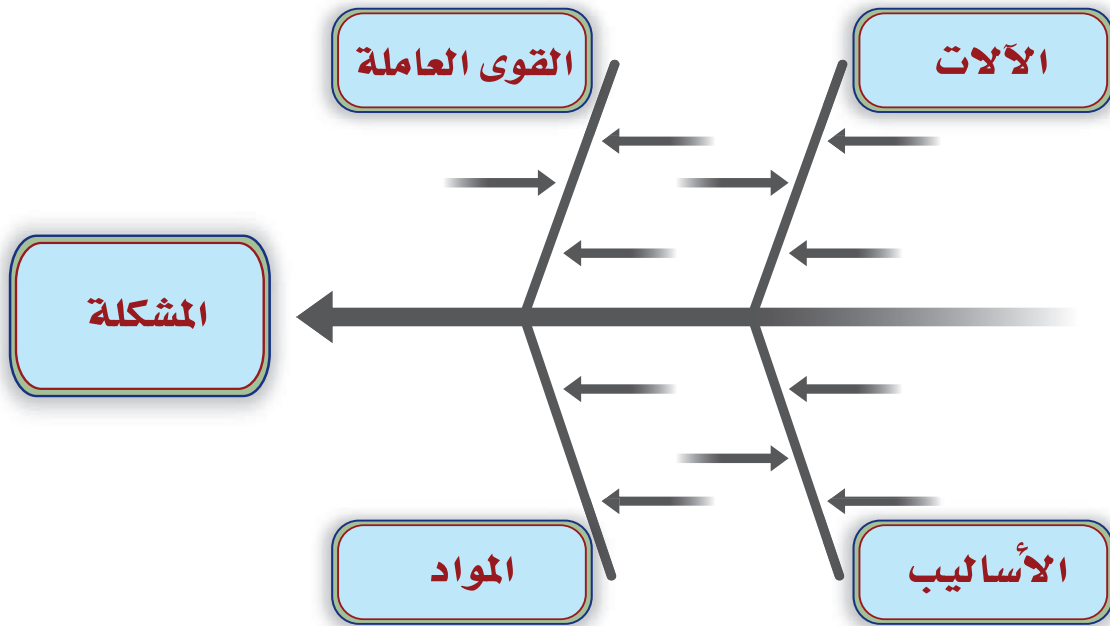 الآلات
القوى العاملة
المشكلة
الأساليب
المواد